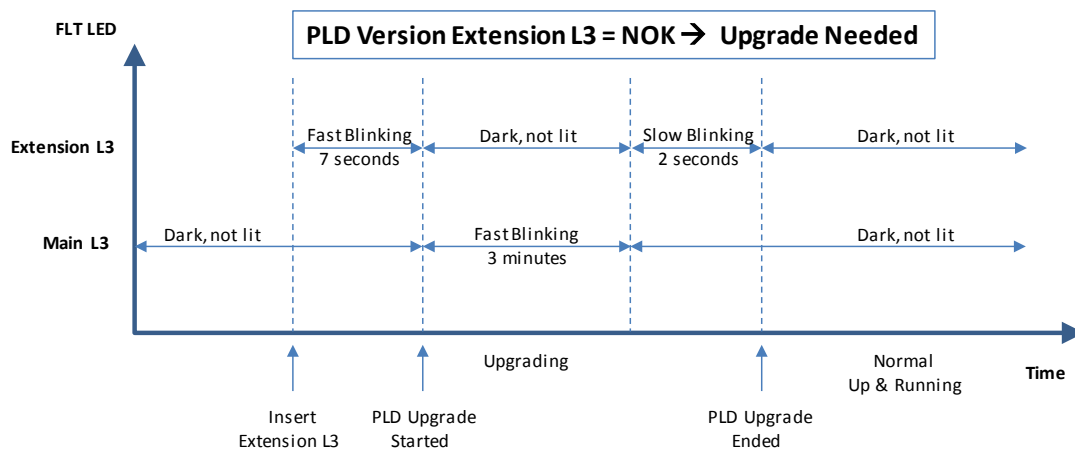 FLT LED
PLD Version Extension L3 = NOK → Upgrade Needed
Extension L3
Fast Blinking
7 seconds
Dark, not lit
Slow Blinking
2 seconds
Dark, not lit
Main L3
Dark, not lit
Fast Blinking
3 minutes
Dark, not lit
Upgrading
Normal
Up & Running
Time
Insert
Extension L3
PLD Upgrade
Started
PLD Upgrade
Ended